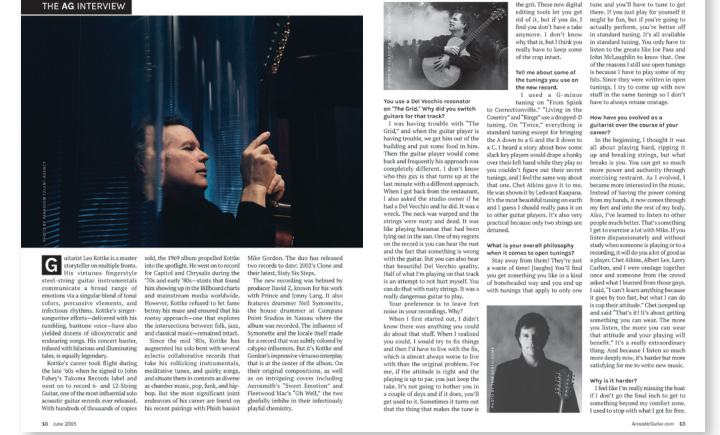 THE AG INTERVIEW
Guitarist Leo Kottke is a master
storyteller on multiple fronts.
His virtuoso fingerstyle
steel-string guitar instrumentals
communicate a broad range of
emotions via a singular blend of tonal
colors, percussive elements, and
infectious rhythms. Kottke's singer-
songwriter efforts—delivered with his
rumbling, baritone voice—have also
yielded dozens of idiosyncratic and
endearing songs. His concert banter,
infused with hilarious and illuminating
tales, is equally legendary.
Kottke's career took flight during
the late '60s when he signed to John
Fahey's Takoma Records label and
went on to record 6- and 12-String
Guitar, one of the most influential solo
acoustic guitar records ever released.
With hundreds of thousands of copies
sold, the 1969 album propelled Kottke
into the spotlight. He went on to record
for Capitol and Chrysalis during the
'70s and early '80s—stints that found
him showing up in the Billboard charts
and mainstream media worldwide.
However, Kottke refused to let fame
betray his muse and ensured that his
rootsy approach—one that explores
the intersections between folk, jazz,
and classical music—remained intact.
Since the mid '80s, Kottke has
augmented his solo bent with several
eclectic collaborative records that
take his rollicking instrumentals,
meditative tunes, and quirky songs,
and situate them in contexts as diverse
as chamber music, pop, funk, and hip-
hop. But the most significant joint
endeavors of his career are found on
his recent pairings with Phish bassist
Mike Gordon. The duo has released
two records to date: 2002's Clone and
their latest, Sixty Six Steps.
The new recording was helmed by
producer David Z, known for his work
with Prince and Jonny Lang. It also
features drummer Neil Symonette,
the house drummer at Compass
Point Studios in Nassau where the
album was recorded. The influence of
Symonette and the locale itself made
for a record that was subtly colored by
calypso influences. But it's Kottke and
Gordon's impressive virtuoso interplay
that is at the center of the album. On
their original compositions, as well
as on intriguing covers including
Aerosmith's "Sweet Emotion" and
Fleetwood Mac's "Oh Well," the two
gleefully imbibe in their infectiously
playful chemistry.
10 June 2005
You use a Del Vecchio resonator
on "The Grid." Why did you switch
guitars for that track?
I was having trouble with "The
Grid," and when the guitar player is
having trouble, we get him out of the
building and put some food in him.
Then the guitar player would come
back and frequently his approach was
completely different. I don't know
who this guy is that turns up at the
last minute with a different approach.
When I got back from the restaurant,
I also asked the studio owner if he
had a Del Vecchio and he did. It was a
wreck. The neck was warped and the
strings were rusty and dead. It was
like playing bananas that had been
lying out in the sun. One of my regrets
on the record is you can hear the rust
and the fact that something is wrong
with the guitar. But you can also hear
that beautiful Del Vecchio quality.
Half of what I'm playing on that track is
an attempt to not hurt myself. You
can do that with rusty strings. It was a
really dangerous guitar to play.
Your preference is to leave fret
noise in your recordings. Why?
When I first started out, I didn't
know there was anything you could
do about that stuff. When I realized
you could, I would try to fix things
and then I'd have to live with the fix,
which is almost always worse to live
with than the original problem. For
me, if the attitude is right and the
playing is up to par, you just keep the
take. It's not going to bother you in
a couple of days and if it does, you'll
get used to it. Sometimes it turns out
that the thing that makes the tune is
the grit. These new digital
editing tools let you get
rid of it, but if you do, I
find you don't have a take
anymore. I don't know
why that is, but I think you
really have to keep some
of the crap intact.
Tell me about some of
the tunings you use on
the new record.
I used a G-minor
tuning on "From Spink
to Correctionville." "Living in the
Country" and "Rings" use a dropped-D
tuning. On "Twice," everything is
standard tuning except for bringing
the A down to a G and the E down to
a C. I heard a story about how some
slack key players would drape a hanky
over their left hand while they play so
you couldn't figure out their secret
tunings, and I feel the same way about
that one. Chet Atkins gave it to me.
He was shown it by Ledward Kaapana.
It's the most beautiful tuning on earth
and I guess I should really pass it on
to other guitar players. It's also very
practical because only two strings are
detuned.
What is your overall philosophy
when it comes to open tunings?
Stay away from them! They're just
a waste of time! [laughs] You'll find
you get something you like in a kind
of boneheaded way and you end up
with tunings that apply to only one
tune and you'll have to tune to get
there. If you just play for yourself it
might be fun, but if you're going to
actually perform, you're better off
in standard tuning. It's all available
in standard tuning. You only have to
listen to the greats like Joe Pass and
John McLaughlin to know that. One
of the reasons I still use open tunings
is because I have to play some of my
hits. Since they were written in open
tunings, I try to come up with new
stuff in the same tunings so I don't
have to always retune onstage.
How have you evolved as a
guitarist over the course of your
career?
In the beginning, I thought it was
all about playing hard, ripping it
up and breaking strings, but what
breaks is you. You can get so much
more power and authority through
exercising restraint. As I evolved, I
became more interested in the music.
Instead of having the power coming
from my hands, it now comes through
my feet and into the rest of my body.
Also, I've learned to listen to other
people much better. That's something
I get to exercise a lot with Mike. If you
listen dispassionately and without
study when someone is playing or to a
recording, it will do you a lot of good as
a player. Chet Atkins, Albert Lee, Larry
Carlton, and I were onstage together
once and someone from the crowd
asked what I learned from those guys.
I said, "I can't learn anything because
it goes by too fast, but what I can do
is cop their attitude." Chet jumped up
and said "That's it! It's about getting
something you can wear. The more
you listen, the more you can wear
that attitude and your playing will
benefit." It's a really extraordinary
thing. And because I listen so much
more deeply now, it's harder but more
satisfying for me to write new music.
Why is it harder?
I feel like I'm really missing the boat
if I don't go the final inch to get to
something beyond my comfort zone.
I used to stop with what I got for free.
AcousticGuitar.com 53